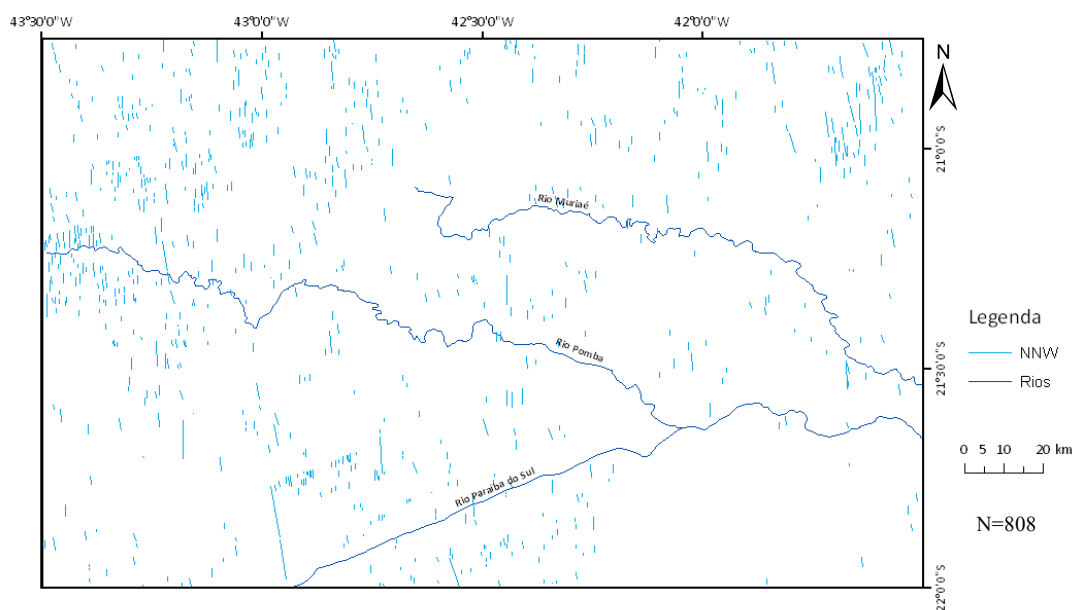 43°30'0"W
43°0'0"W
42°30'0"W
42°0'0"W
N
21°0'0"S
Rio Muriaé
Legenda
NNW
Rios
Rio Pomba
21°30'0"S
0 5 10 20 km
Rio Paraíba do Sul
N=808
22°0'0"S